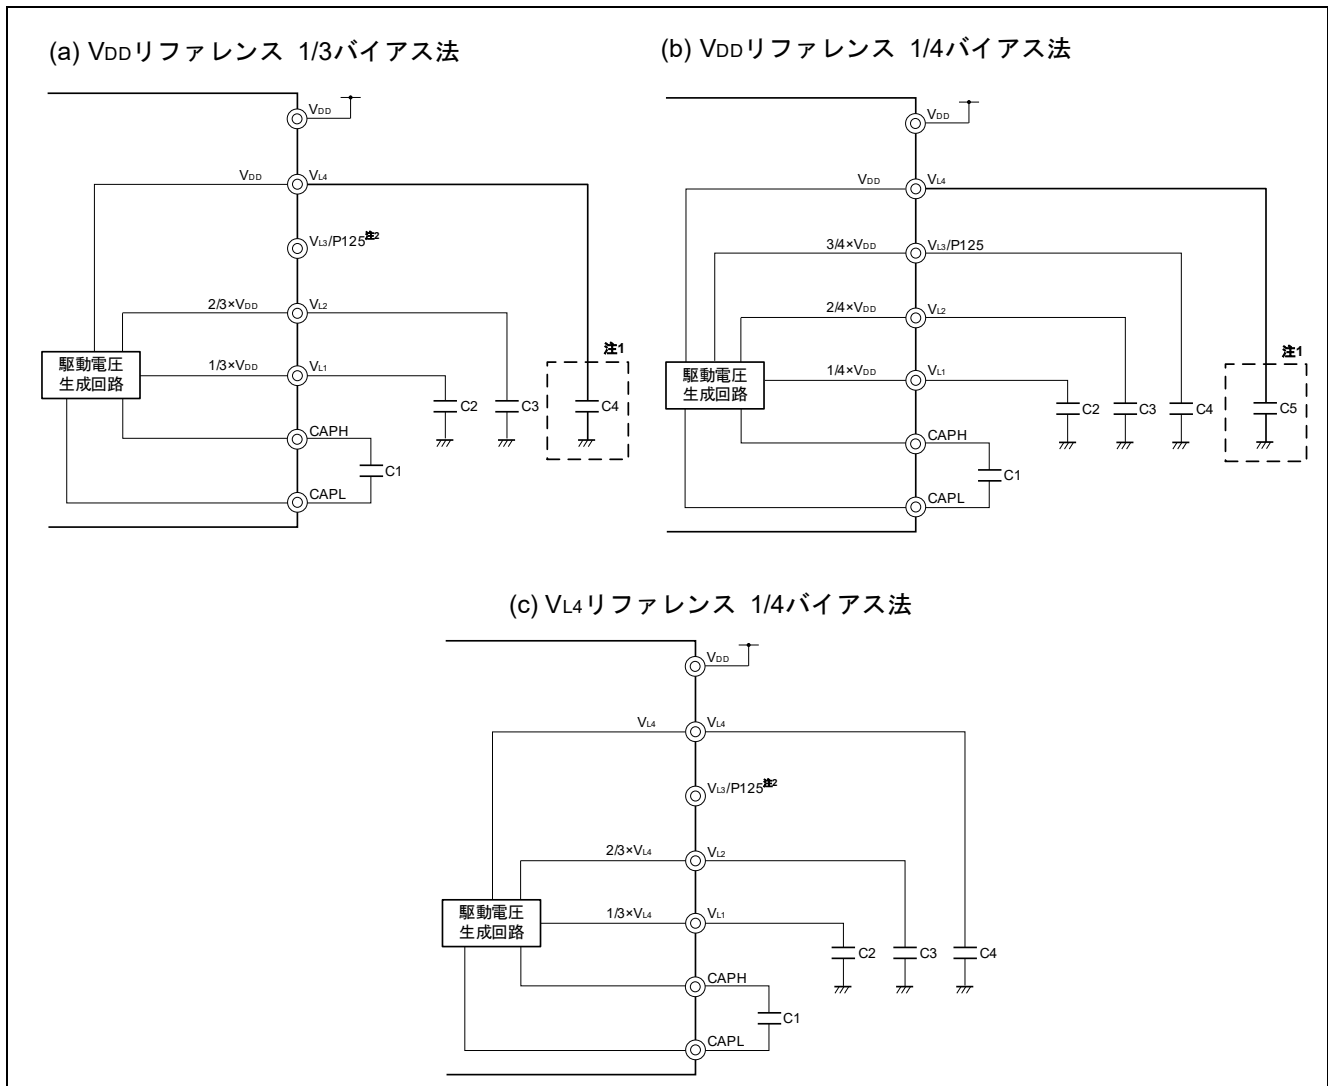 (a) VDDリファレンス 1/3バイアス法
VDD
VDD
VL4
VL3/P125注2
2/3×VDD
VL2
駆動電圧
生成回路
1/3×VDD
VL1
注1
C2
C3
C4
CAPH
C1
CAPL
(b) VDDリファレンス 1/4バイアス法
VDD
VDD
VL4
3/4×VDD
VL3/P125
2/4×VDD
VL2
駆動電圧
生成回路
1/4×VDD
VL1
注1
C2
C3
C4
C5
CAPH
C1
CAPL
(c) VL4リファレンス 1/4バイアス法
VDD
VL4
VL4
VL3/P125注2
2/3×VL4
VL2
駆動電圧
生成回路
1/3×VL4
VL1
C2
C3
C4
CAPH
C1
CAPL